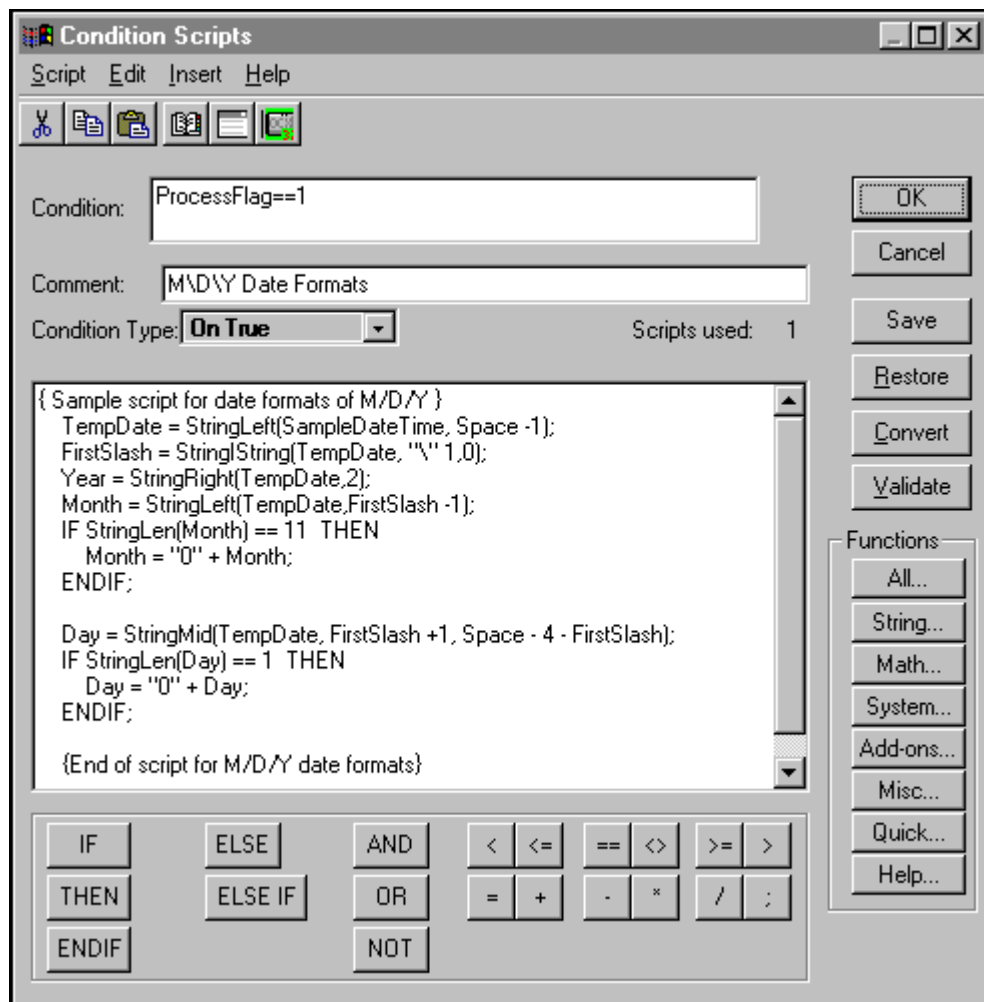 Condition Scripts
Script Edit Insert Help
Condition: ProcessFlag==1
OK
Cancel
Comment: M\D\Y Date Formats
Condition Type: On True Scripts used: 1
Save
Restore
Convert
Validate
{ Sample script for date formats of M/D/Y }
TempDate = StringLeft(SampleDateTime, Space -1);
FirstSlash = StringIString(TempDate, "\" 1,0);
Year = StringRight(TempDate,2);
Month = StringLeft(TempDate,FirstSlash -1);
IF StringLen(Month) == 11 THEN
Month = "0" + Month;
ENDIF;
Day = StringMid(TempDate, FirstSlash +1, Space - 4 - FirstSlash);
IF StringLen(Day) == 1 THEN
Day = "0" + Day;
ENDIF;
{End of script for M/D/Y date formats}
Functions
All...
String...
Math...
System...
Add-ons...
Misc...
Quick...
Help...
IF ELSE AND < <= == <> >= >
THEN ELSE IF OR = + - * / ;
ENDIF NOT